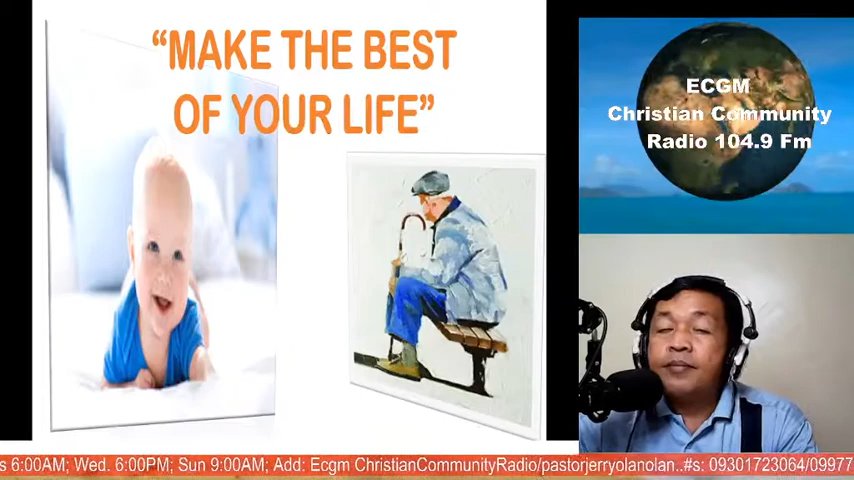 “MAKE THE BEST
OF YOUR LIFE”
ECGM
Christian Community
Radio 104.9 Fm
s 6:00AM; Wed. 6:00PM; Sun 9:00AM; Add: Ecgm ChristianCommunityRadio/pastorjerryolanolan..#s: 09301723064/09977